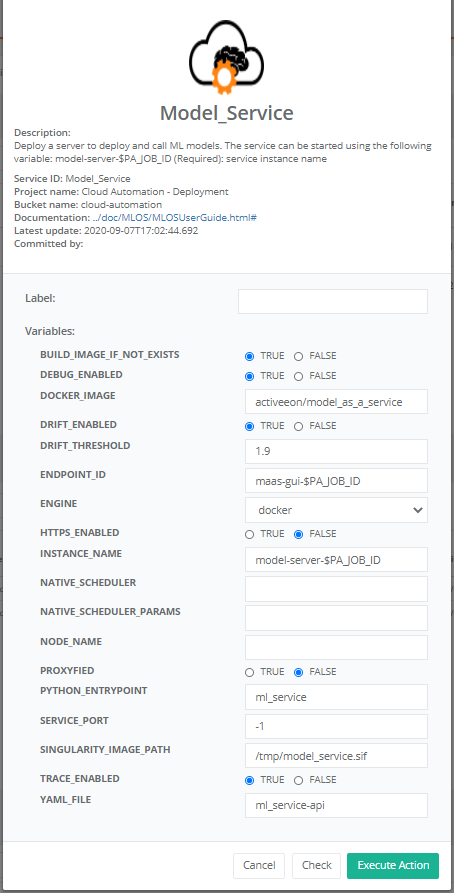 Model_Service
Description:
Deploy a server to deploy and call ML models. The service can be started using the following
variable: model-server-$PA_JOB_ID (Required): service instance name
Service ID: Model_Service
Project name: Cloud Automation - Deployment
Bucket name: cloud-automation
Documentation: ../doc/MLOS/MLOSUserGuide.html#
Latest update: 2020-09-07T17:02:44.692
Committed by:
Label:
Variables:
BUILD_IMAGE_IF_NOT_EXISTS TRUE FALSE
DEBUG_ENABLED TRUE FALSE
DOCKER_IMAGE activeeon/model_as_a_service
DRIFT_ENABLED TRUE FALSE
DRIFT_THRESHOLD 1.9
ENDPOINT_ID maas-gui-$PA_JOB_ID
ENGINE docker
HTTPS_ENABLED TRUE FALSE
INSTANCE_NAME model-server-$PA_JOB_ID
NATIVE_SCHEDULER
NATIVE_SCHEDULER_PARAMS
NODE_NAME
PROXYFIED TRUE FALSE
PYTHON_ENTRYPOINT ml_service
SERVICE_PORT -1
SINGULARITY_IMAGE_PATH /tmp/model_service.sif
TRACE_ENABLED TRUE FALSE
YAML_FILE ml_service-api
Cancel Check Execute Action